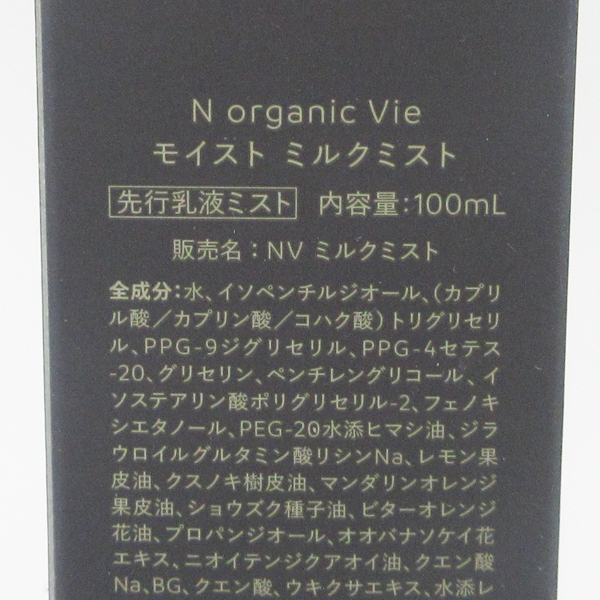 N organic Vie
モイスト ミルクミスト
先行乳液ミスト 内容量：100mL
販売名：NV ミルクミスト
全成分：水、イソペンチルジオール、（カプリ
ル酸／カプリン酸／コハク酸）トリグリセリ
ル、PPG-9ジグリセリル、PPG-4セテス
-20、グリセリン、ペンチレングリコール、イ
ソステアリン酸ポリグリセリル-2、フェノキ
シエタノール、PEG-20水添ヒマシ油、ジラ
ウロイルグルタミン酸リシンNa、レモン果
皮油、クスノキ樹皮油、マンダリンオレンジ
果皮油、ショウズク種子油、ビターオレンジ
花油、プロパンジオール、オオバナソケイ花
エキス、ニオイテンジクアオイ油、クエン酸
Na、BG、クエン酸、ウキクサエキス、水添レ